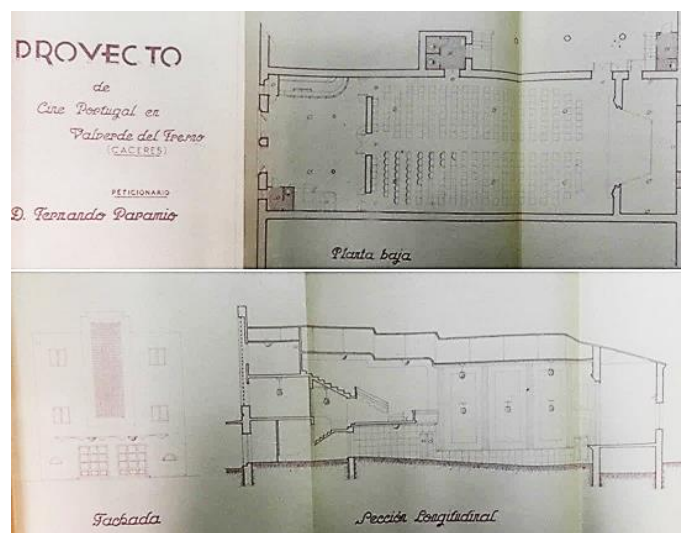 PROYECTO
de
Cine Portugal en
Valverde del Fresno
(CACERES)
PETICIONARIO
D. Fernando Paramio
Planta baja
Fachada
Sección Longitudinal